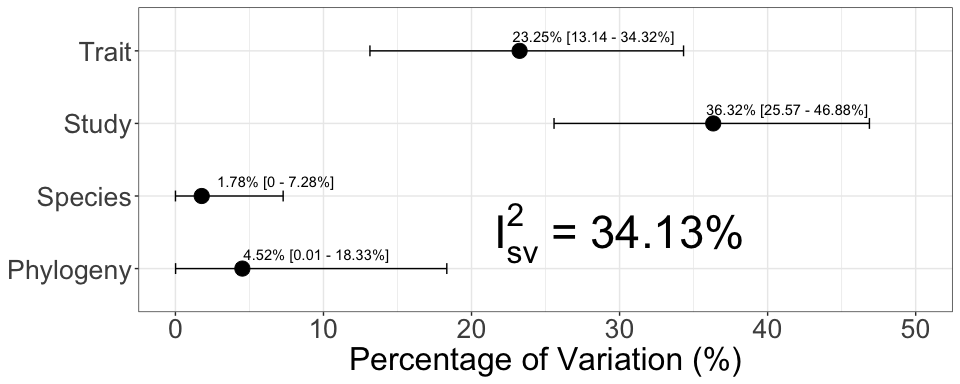 Trait 23.25% [13.14 - 34.32%]
Study 36.32% [25.57 - 46.88%]
Species 1.78% [0 - 7.28%]
I²sv = 34.13%
Phylogeny 4.52% [0.01 - 18.33%]
0 10 20 30 40 50
Percentage of Variation (%)